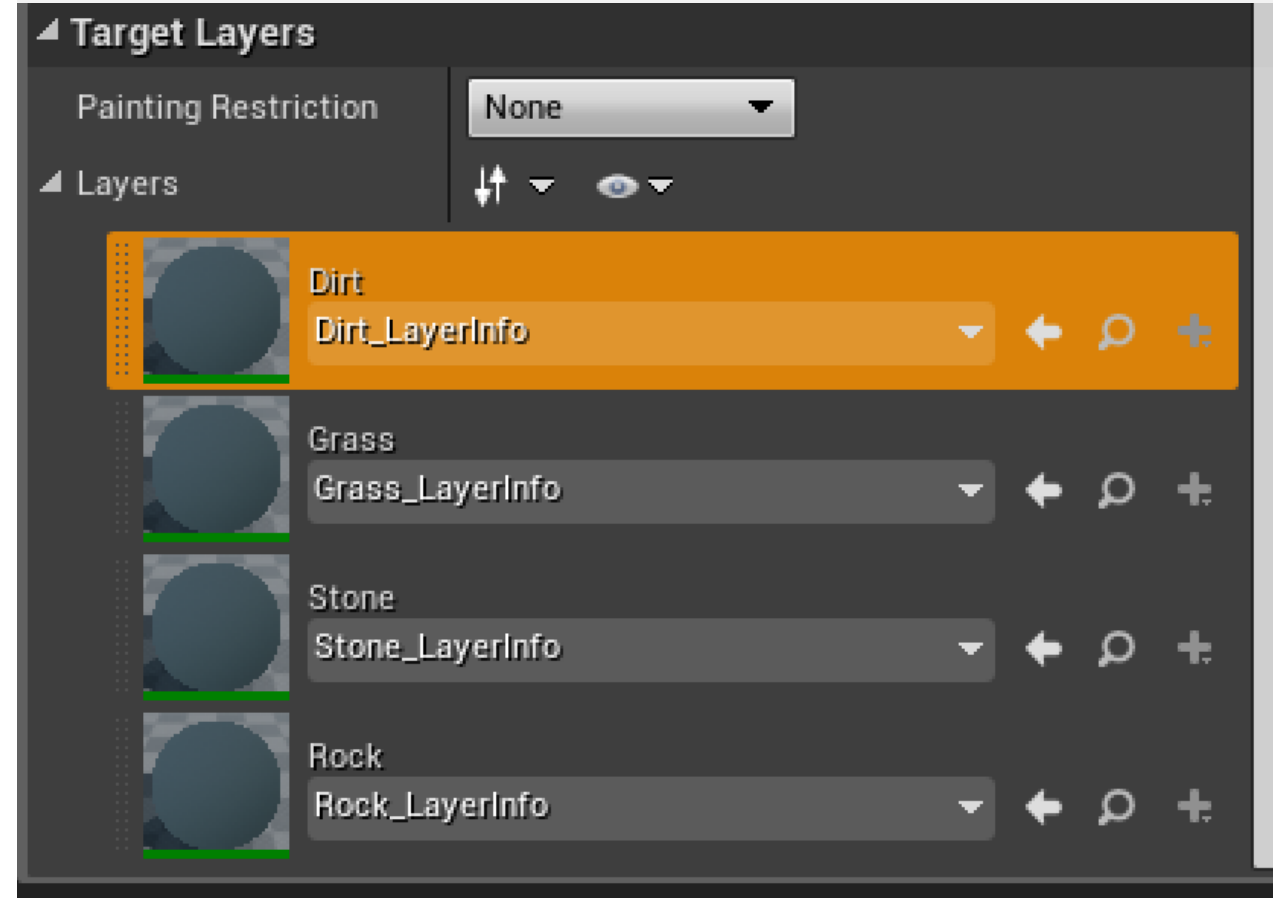 Target Layers
Painting Restriction None
Layers
Dirt
Dirt_LayerInfo
Grass
Grass_LayerInfo
Stone
Stone_LayerInfo
Rock
Rock_LayerInfo